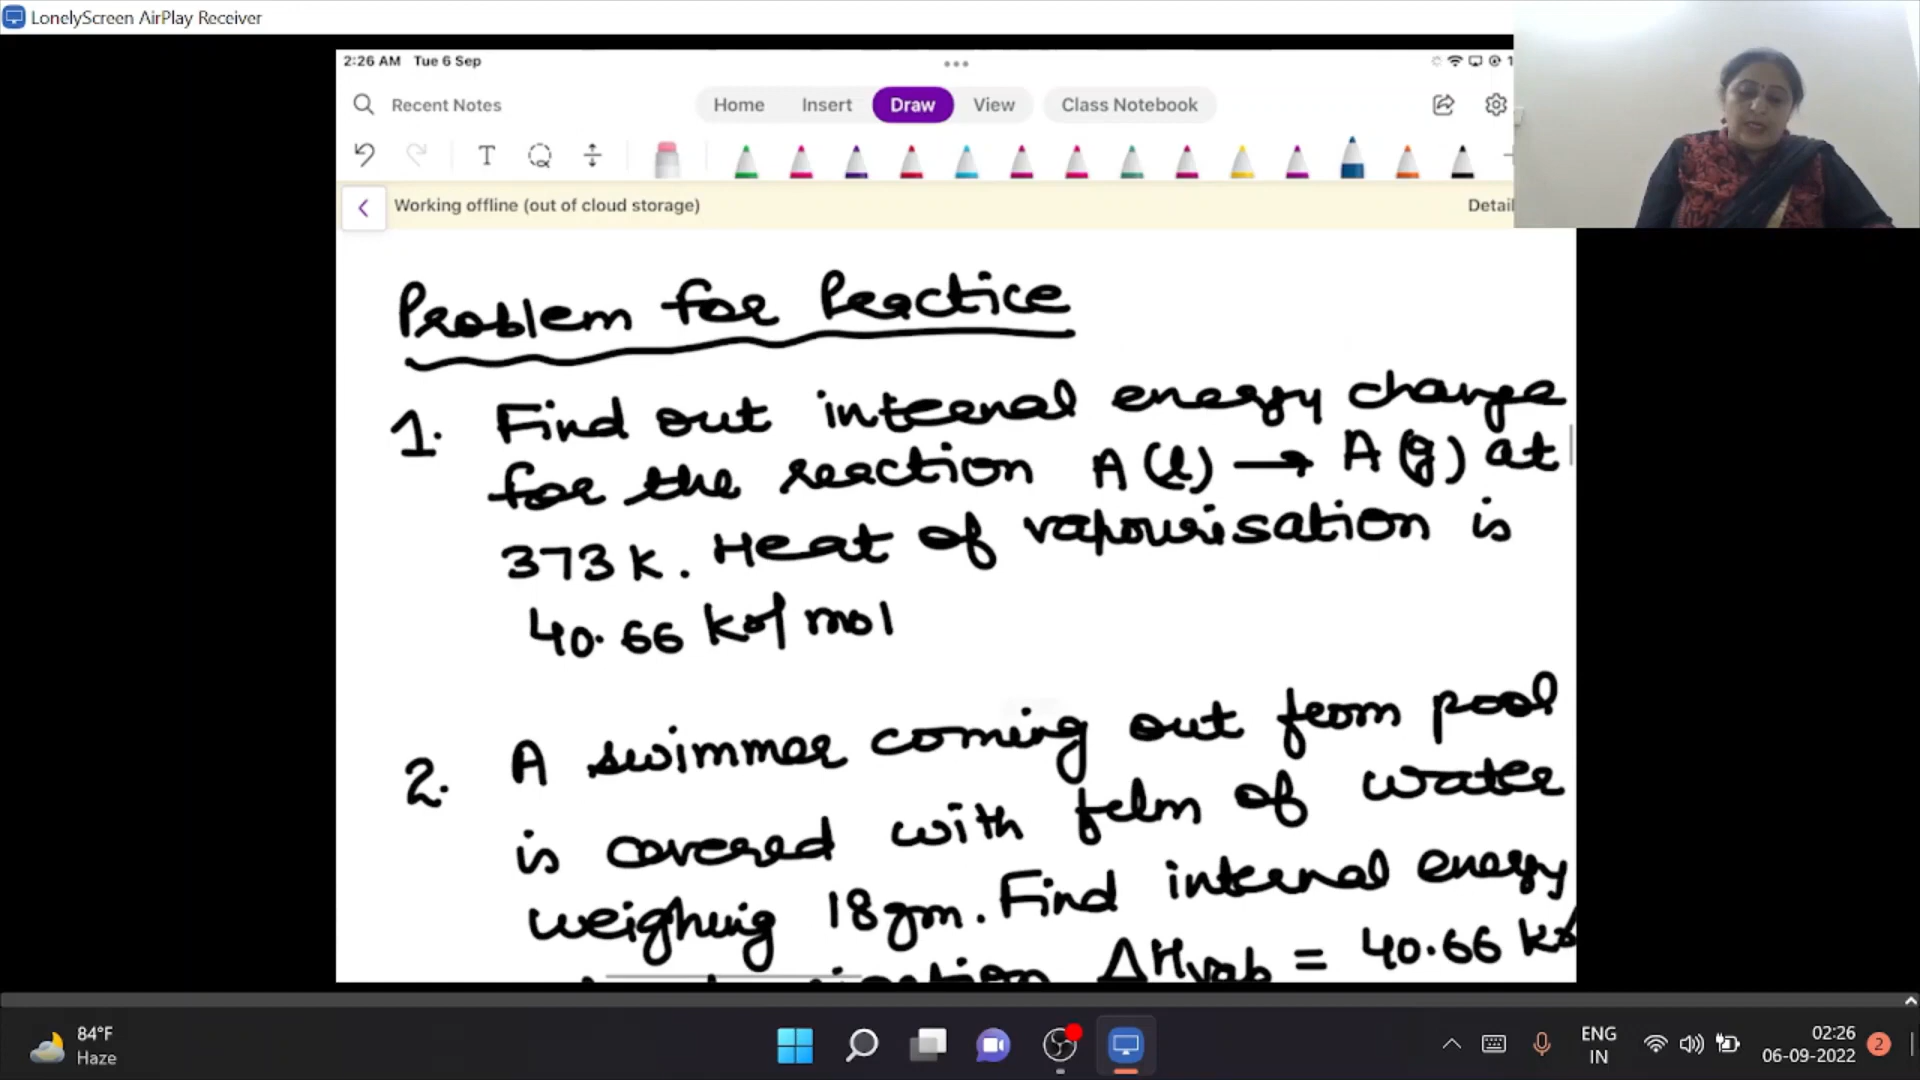 LonelyScreen AirPlay Receiver
2:26 AM Tue 6 Sep
Recent Notes
Home Insert Draw View Class Notebook
Working offline (out of cloud storage)
Detail
Problem for Practice
1. Find out internal energy change
for the reaction A (l) → A (g) at
373 K. Heat of vapourisation is
40.66 kJ/mol
2. A swimmer coming out from pool
is covered with film of water
weighing 18 gm. Find internal energy
ΔHvap = 40.66 kJ/
84°F
Haze
ENG
IN
02:26
06-09-2022
2